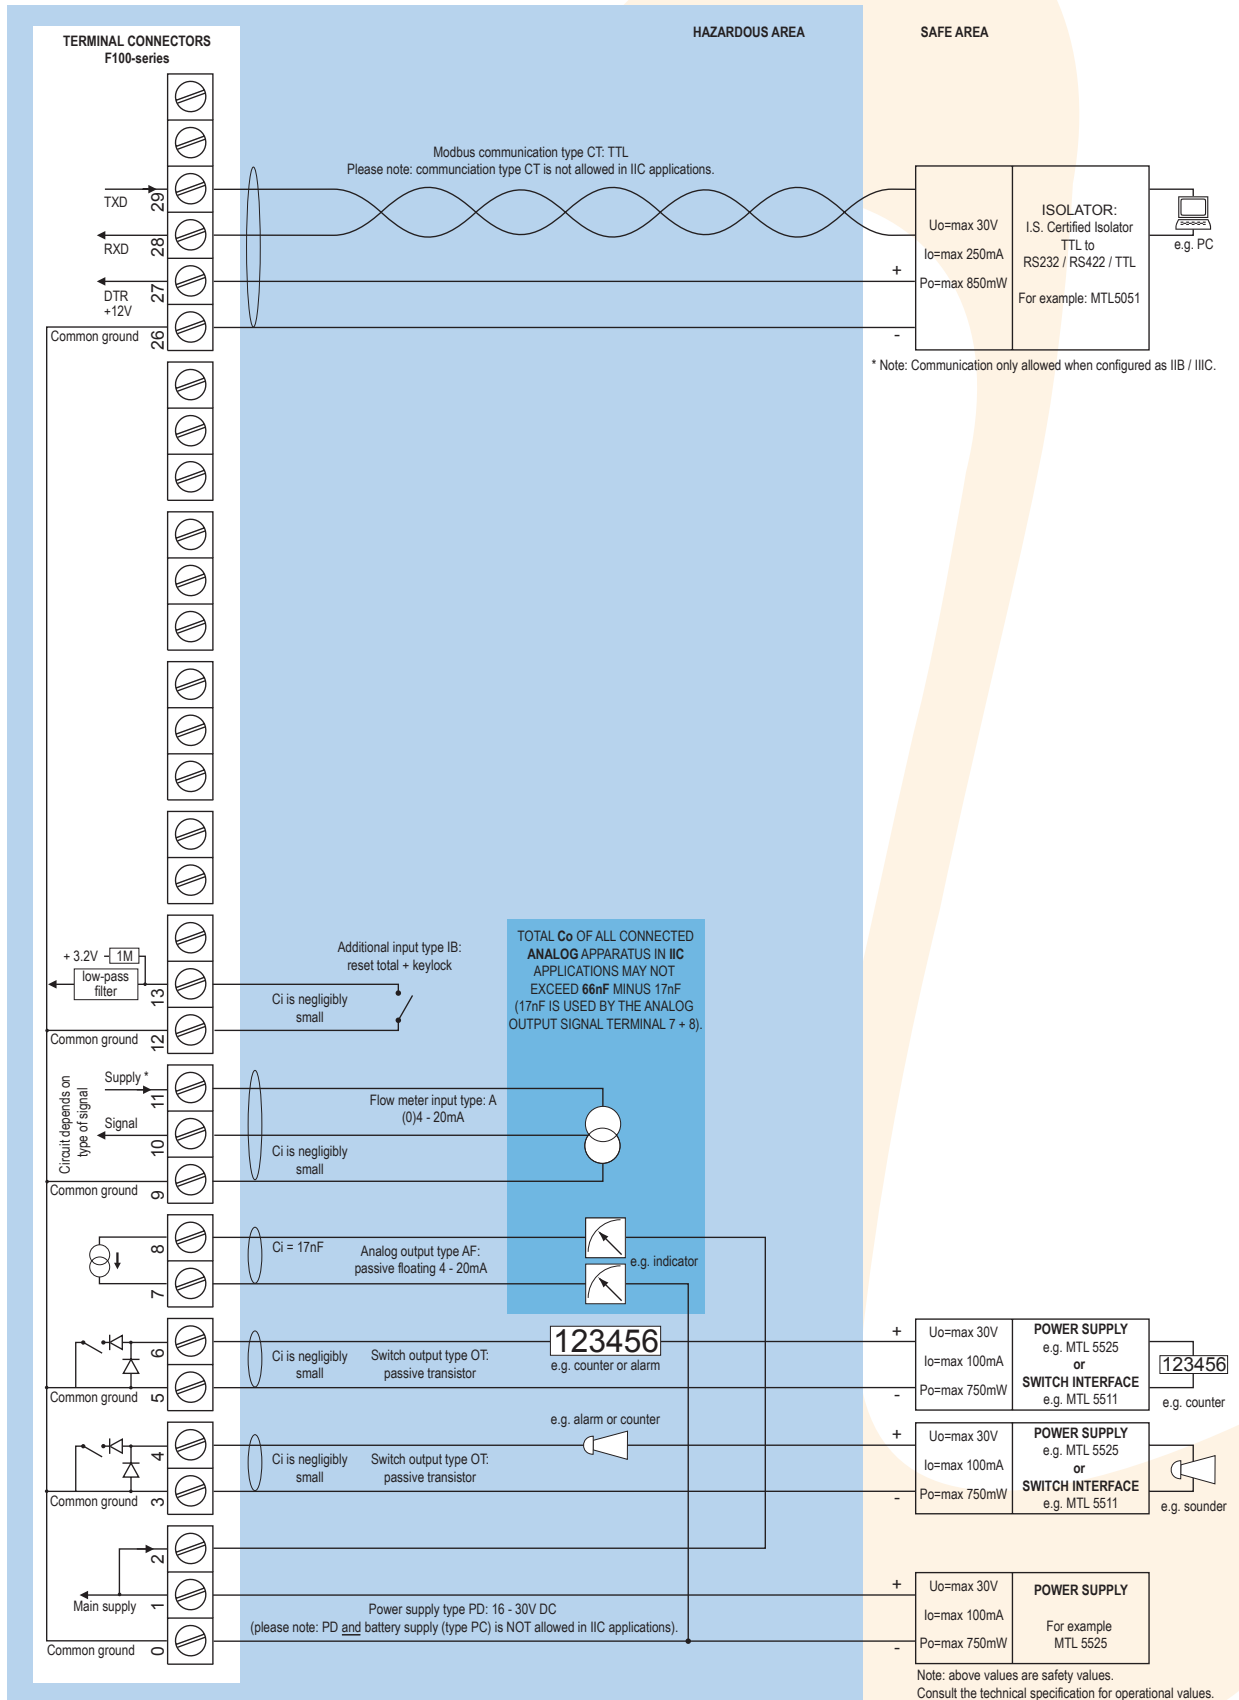 HAZARDOUS AREA
SAFE AREA
TERMINAL CONNECTORS
F100-series
Modbus communication type CT: TTL
Please note: communciation type CT is not allowed in IIC applications.
TXD
29
RXD
28
DTR
+12V
27
Common ground
26
Uo=max 30V
Io=max 250mA
Po=max 850mW
+
-
ISOLATOR:
I.S. Certified Isolator
TTL to
RS232 / RS422 / TTL
For example: MTL5051
e.g. PC
* Note: Communication only allowed when configured as IIB / IIIC.
+ 3.2V
1M
low-pass
filter
13
Common ground
12
Additional input type IB:
reset total + keylock
Ci is negligibly
small
TOTAL Co OF ALL CONNECTED
ANALOG APPARATUS IN IIC
APPLICATIONS MAY NOT
EXCEED 66nF MINUS 17nF
(17nF IS USED BY THE ANALOG
OUTPUT SIGNAL TERMINAL 7 + 8).
Circuit depends on
type of signal
Supply *
11
Signal
10
Common ground
9
Flow meter input type: A
(0)4 - 20mA
Ci is negligibly
small
8
7
Ci = 17nF
Analog output type AF:
passive floating 4 - 20mA
e.g. indicator
6
Common ground
5
Ci is negligibly
small
Switch output type OT:
passive transistor
123456
e.g. counter or alarm
+
-
Uo=max 30V
Io=max 100mA
Po=max 750mW
POWER SUPPLY
e.g. MTL 5525
or
SWITCH INTERFACE
e.g. MTL 5511
123456
e.g. counter
4
Common ground
3
Ci is negligibly
small
Switch output type OT:
passive transistor
e.g. alarm or counter
+
-
Uo=max 30V
Io=max 100mA
Po=max 750mW
POWER SUPPLY
e.g. MTL 5525
or
SWITCH INTERFACE
e.g. MTL 5511
e.g. sounder
2
Main supply
1
Common ground
0
Power supply type PD: 16 - 30V DC
(please note: PD and battery supply (type PC) is NOT allowed in IIC applications).
+
-
Uo=max 30V
Io=max 100mA
Po=max 750mW
POWER SUPPLY
For example
MTL 5525
Note: above values are safety values.
Consult the technical specification for operational values.